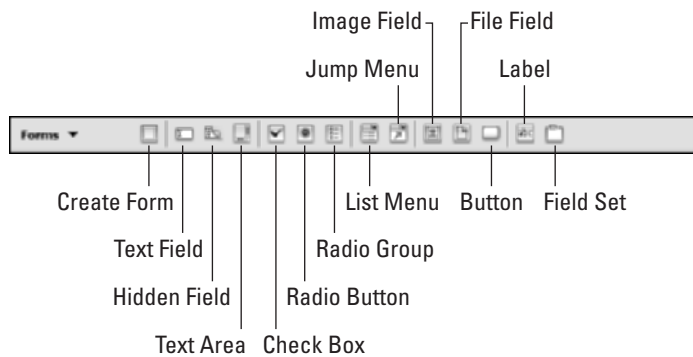 Image Field File Field
Jump Menu Label
Forms
Create Form List Menu Button Field Set
Text Field Radio Group
Hidden Field Radio Button
Text Area Check Box